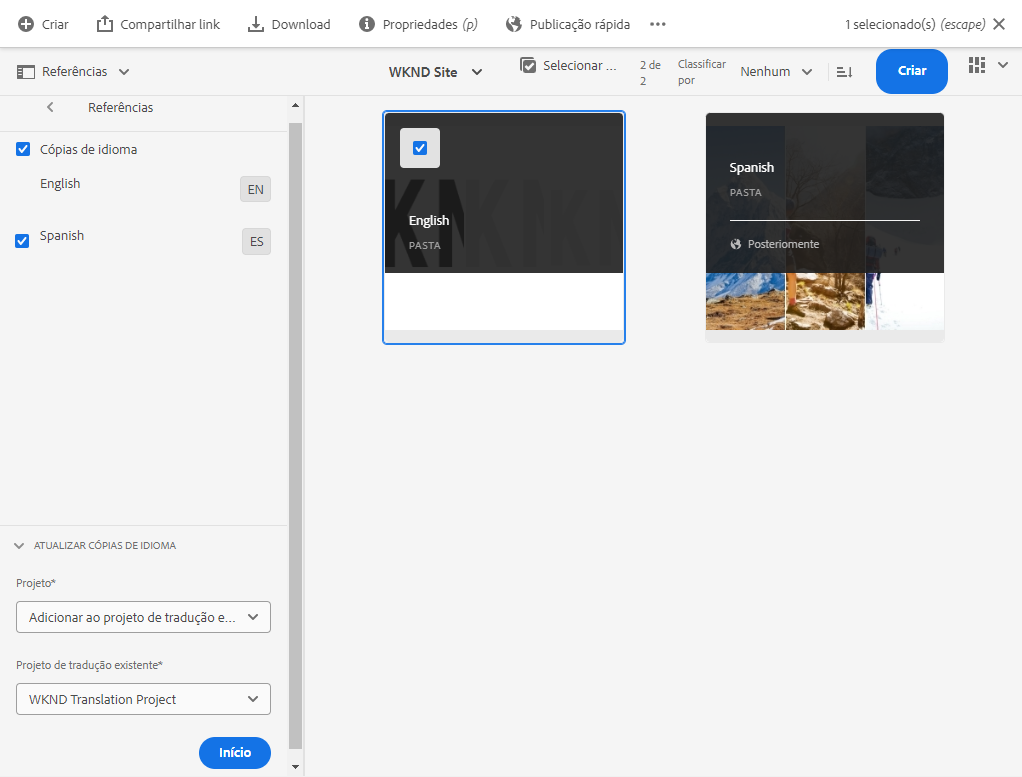 Criar
Compartilhar link
Download
Propriedades (p)
Publicação rápida
1 selecionado(s) (escape)
Referências
WKND Site
Selecionar ...
2 de
2
Classificar
por
Nenhum
Criar
Referências
Cópias de idioma
English
EN
Spanish
ES
English
PASTA
Spanish
PASTA
Posteriomente
ATUALIZAR CÓPIAS DE IDIOMA
Projeto*
Adicionar ao projeto de tradução e...
Projeto de tradução existente*
WKND Translation Project
Início